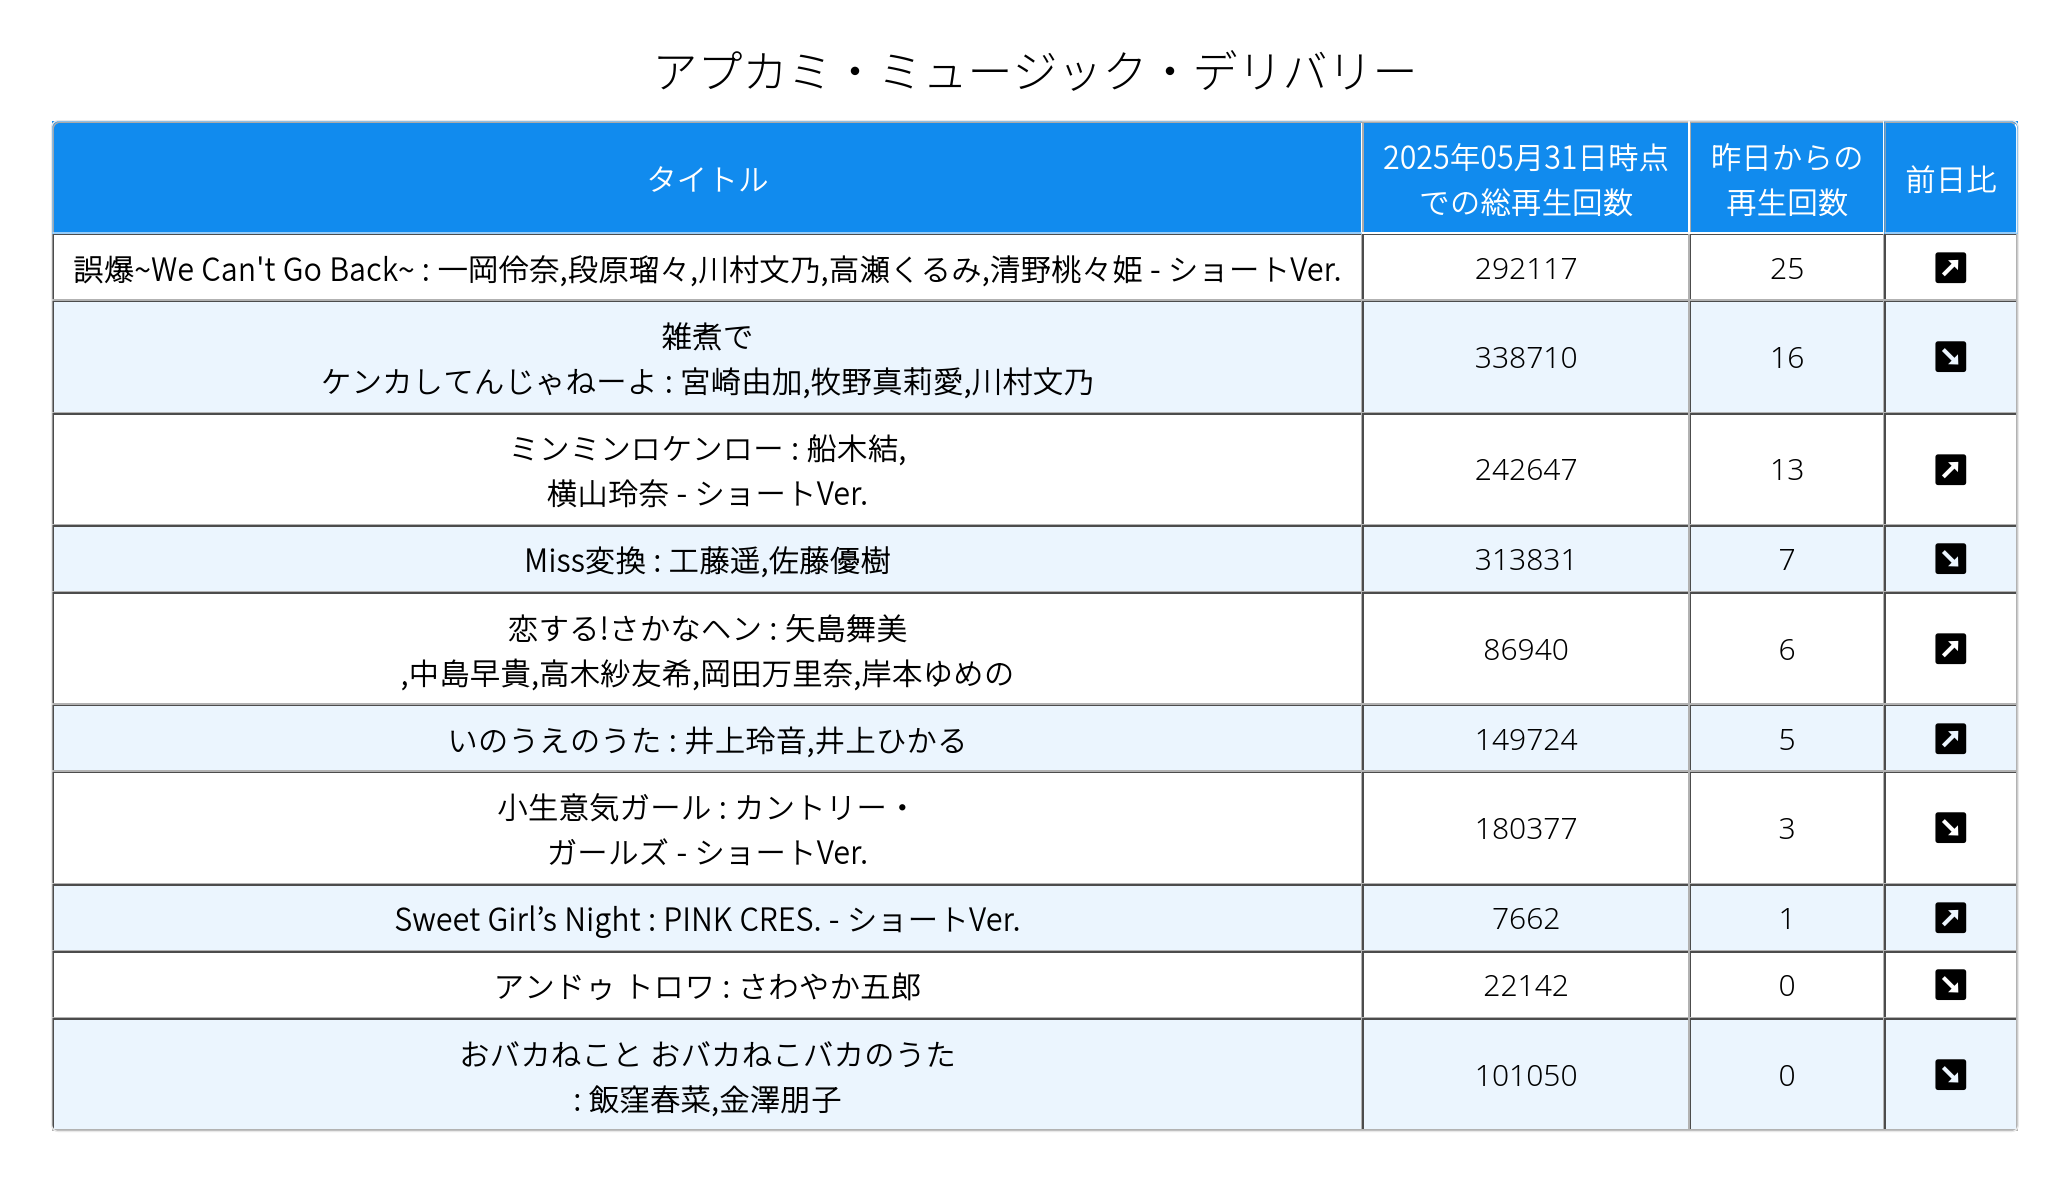 アプカミ・ミュージック・デリバリー
タイトル
2025年05月31日時点
での総再生回数
昨日からの
再生回数
前日比
誤爆~We Can't Go Back~ : 一岡伶奈,段原瑠々,川村文乃,高瀬くるみ,清野桃々姫 - ショートVer.
292117
25
雑煮で
ケンカしてんじゃねーよ : 宮崎由加,牧野真莉愛,川村文乃
338710
16
ミンミンロケンロー : 船木結,
横山玲奈 - ショートVer.
242647
13
Miss変換 : 工藤遥,佐藤優樹
313831
7
恋する!さかなヘン : 矢島舞美
,中島早貴,高木紗友希,岡田万里奈,岸本ゆめの
86940
6
いのうえのうた : 井上玲音,井上ひかる
149724
5
小生意気ガール : カントリー・
ガールズ - ショートVer.
180377
3
Sweet Girl’s Night : PINK CRES. - ショートVer.
7662
1
アンドゥ トロワ : さわやか五郎
22142
0
おバカねこと おバカねこバカのうた
: 飯窪春菜,金澤朋子
101050
0